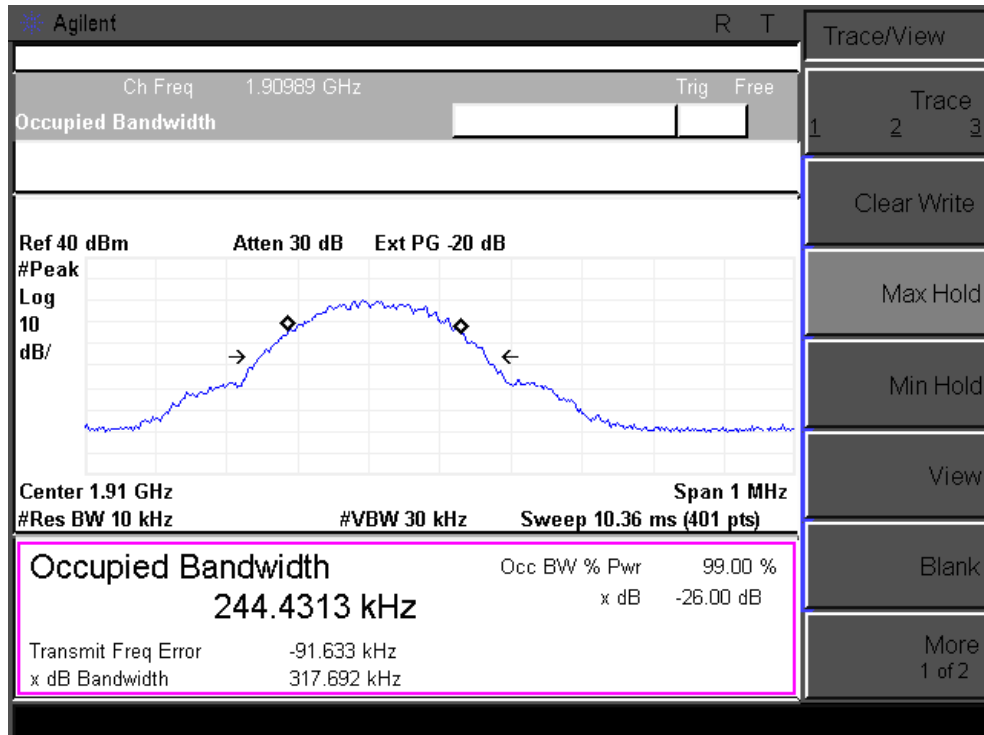 Agilent R T
Ch Freq 1.90989 GHz Trig Free
Occupied Bandwidth
Ref 40 dBm Atten 30 dB Ext PG -20 dB
#Peak
Log
10
dB/
Center 1.91 GHz Span 1 MHz
#Res BW 10 kHz #VBW 30 kHz Sweep 10.36 ms (401 pts)
Occupied Bandwidth
244.4313 kHz
Occ BW % Pwr 99.00 %
x dB -26.00 dB
Transmit Freq Error -91.633 kHz
x dB Bandwidth 317.692 kHz
Trace/View
Trace
1 2 3
Clear Write
Max Hold
Min Hold
View
Blank
More
1 of 2